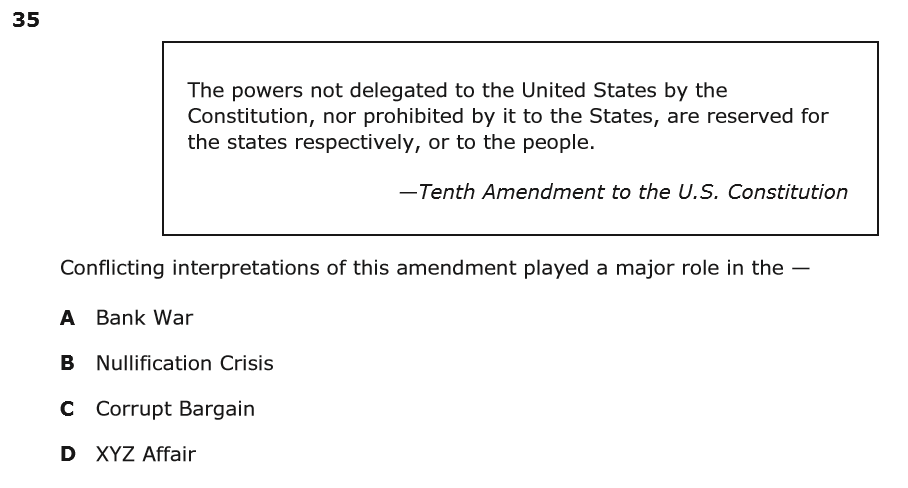 35
The powers not delegated to the United States by the
Constitution, nor prohibited by it to the States, are reserved for
the states respectively, or to the people.
—Tenth Amendment to the U.S. Constitution
Conflicting interpretations of this amendment played a major role in the —
A Bank War
B Nullification Crisis
C Corrupt Bargain
D XYZ Affair